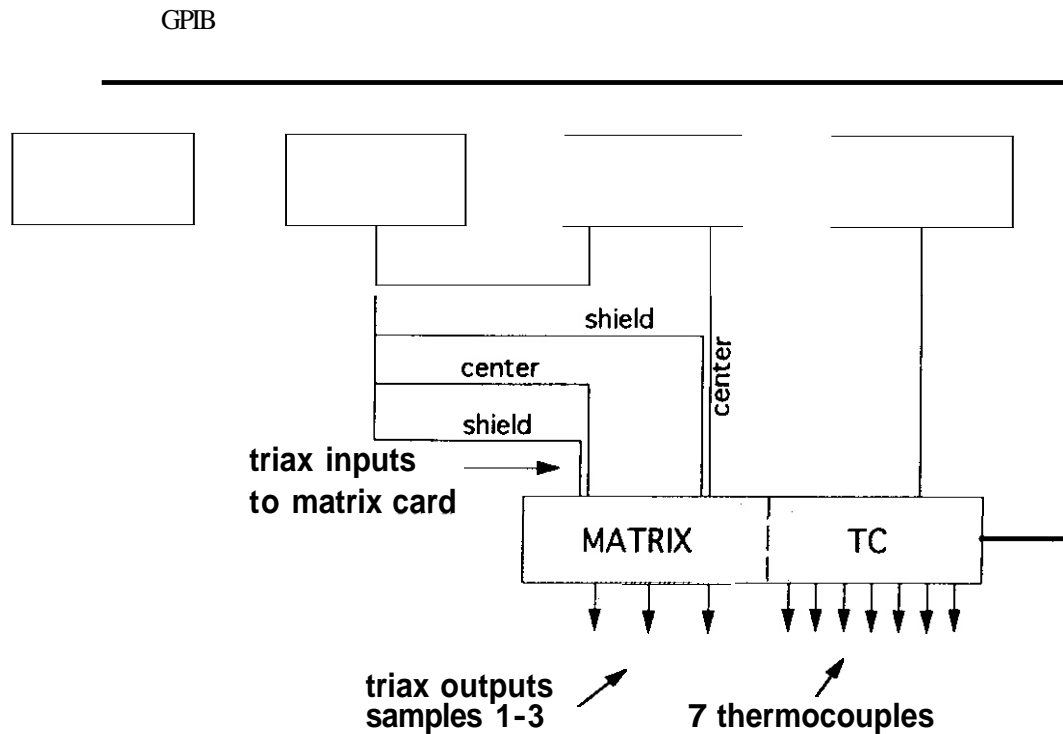 GPIB
shield
center
center
shield
triax inputs
to matrix card
MATRIX
TC
triax outputs
samples 1-3
7 thermocouples